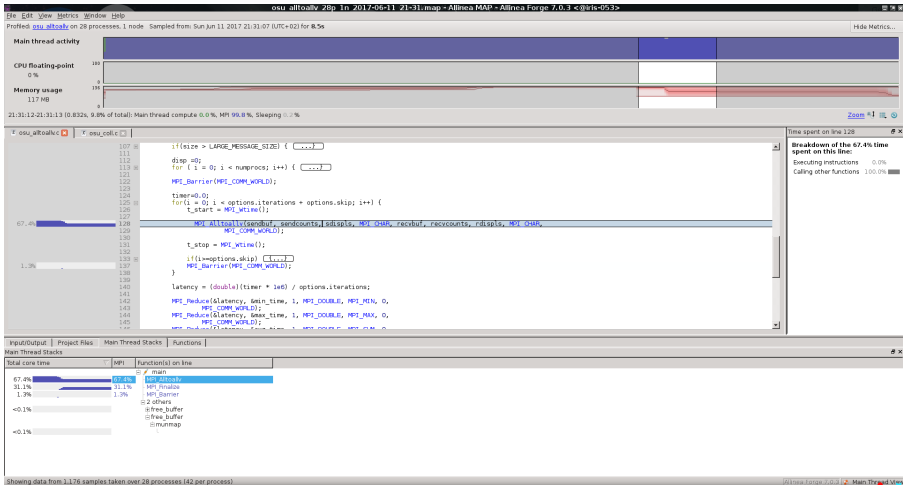 osu_alltoallv_28p_1n_2017-06-11_21-31.map - Allinea MAP - Allinea Forge 7.0.3 <@iris-053>
File Edit View Metrics Window Help
Profiled: osu_alltoallv on 28 processes, 1 node Sampled from: Sun Jun 11 2017 21:31:07 (UTC+02) for 8.5s
Hide Metrics...
Main thread activity
CPU floating-point
100
0 %
0
Memory usage
117 MB
0
21:31:12-21:31:13 (0.832s, 9.8% of total): Main thread compute 0.0 %, MPI 99.8 %, Sleeping %
Zoom
osu_alltoallv.c
osu_coll.c
Time spent on line 128
107 if(size > LARGE_MESSAGE_SIZE) { ... }
111
112 disp =0;
113 for ( i = 0; i < numprocs; i++) { ... }
121
122 MPI_Barrier(MPI_COMM_WORLD);
123
124 timer=0.0;
125 for(i = 0; i < options.iterations + options.skip; i++) {
126 t_start = MPI_Wtime();
127
67.4% 128 MPI_Alltoallv(sendbuf, sendcounts, sdispls, MPI_CHAR, recvbuf, recvcounts, rdispls, MPI_CHAR,
129 MPI_COMM_WORLD);
130
131 t_stop = MPI_Wtime();
132
133 if(i>=options.skip) {...}
1.3% 137 MPI_Barrier(MPI_COMM_WORLD);
138 }
139
140 latency = (double)(timer * 1e6) / options.iterations;
141
142 MPI_Reduce(&latency, &min_time, 1, MPI_DOUBLE, MPI_MIN, 0,
143 MPI_COMM_WORLD);
144 MPI_Reduce(&latency, &max_time, 1, MPI_DOUBLE, MPI_MAX, 0,
145 MPI_COMM_WORLD);
Breakdown of the 67.4% time
spent on this line:
Executing instructions 0.0%
Calling other functions 100.0%
Input/Output Project Files Main Thread Stacks Functions
Main Thread Stacks
Total core time MPI Function(s) on line
main
67.4% 67.4% MPI_Alltoallv
31.1% 31.1% MPI_Finalize
1.3% 1.3% MPI_Barrier
2 others
<0.1% free_buffer
free_buffer
munmap
<0.1%
Showing data from 1,176 samples taken over 28 processes (42 per process)
Allinea Forge 7.0.3
Main Thread View